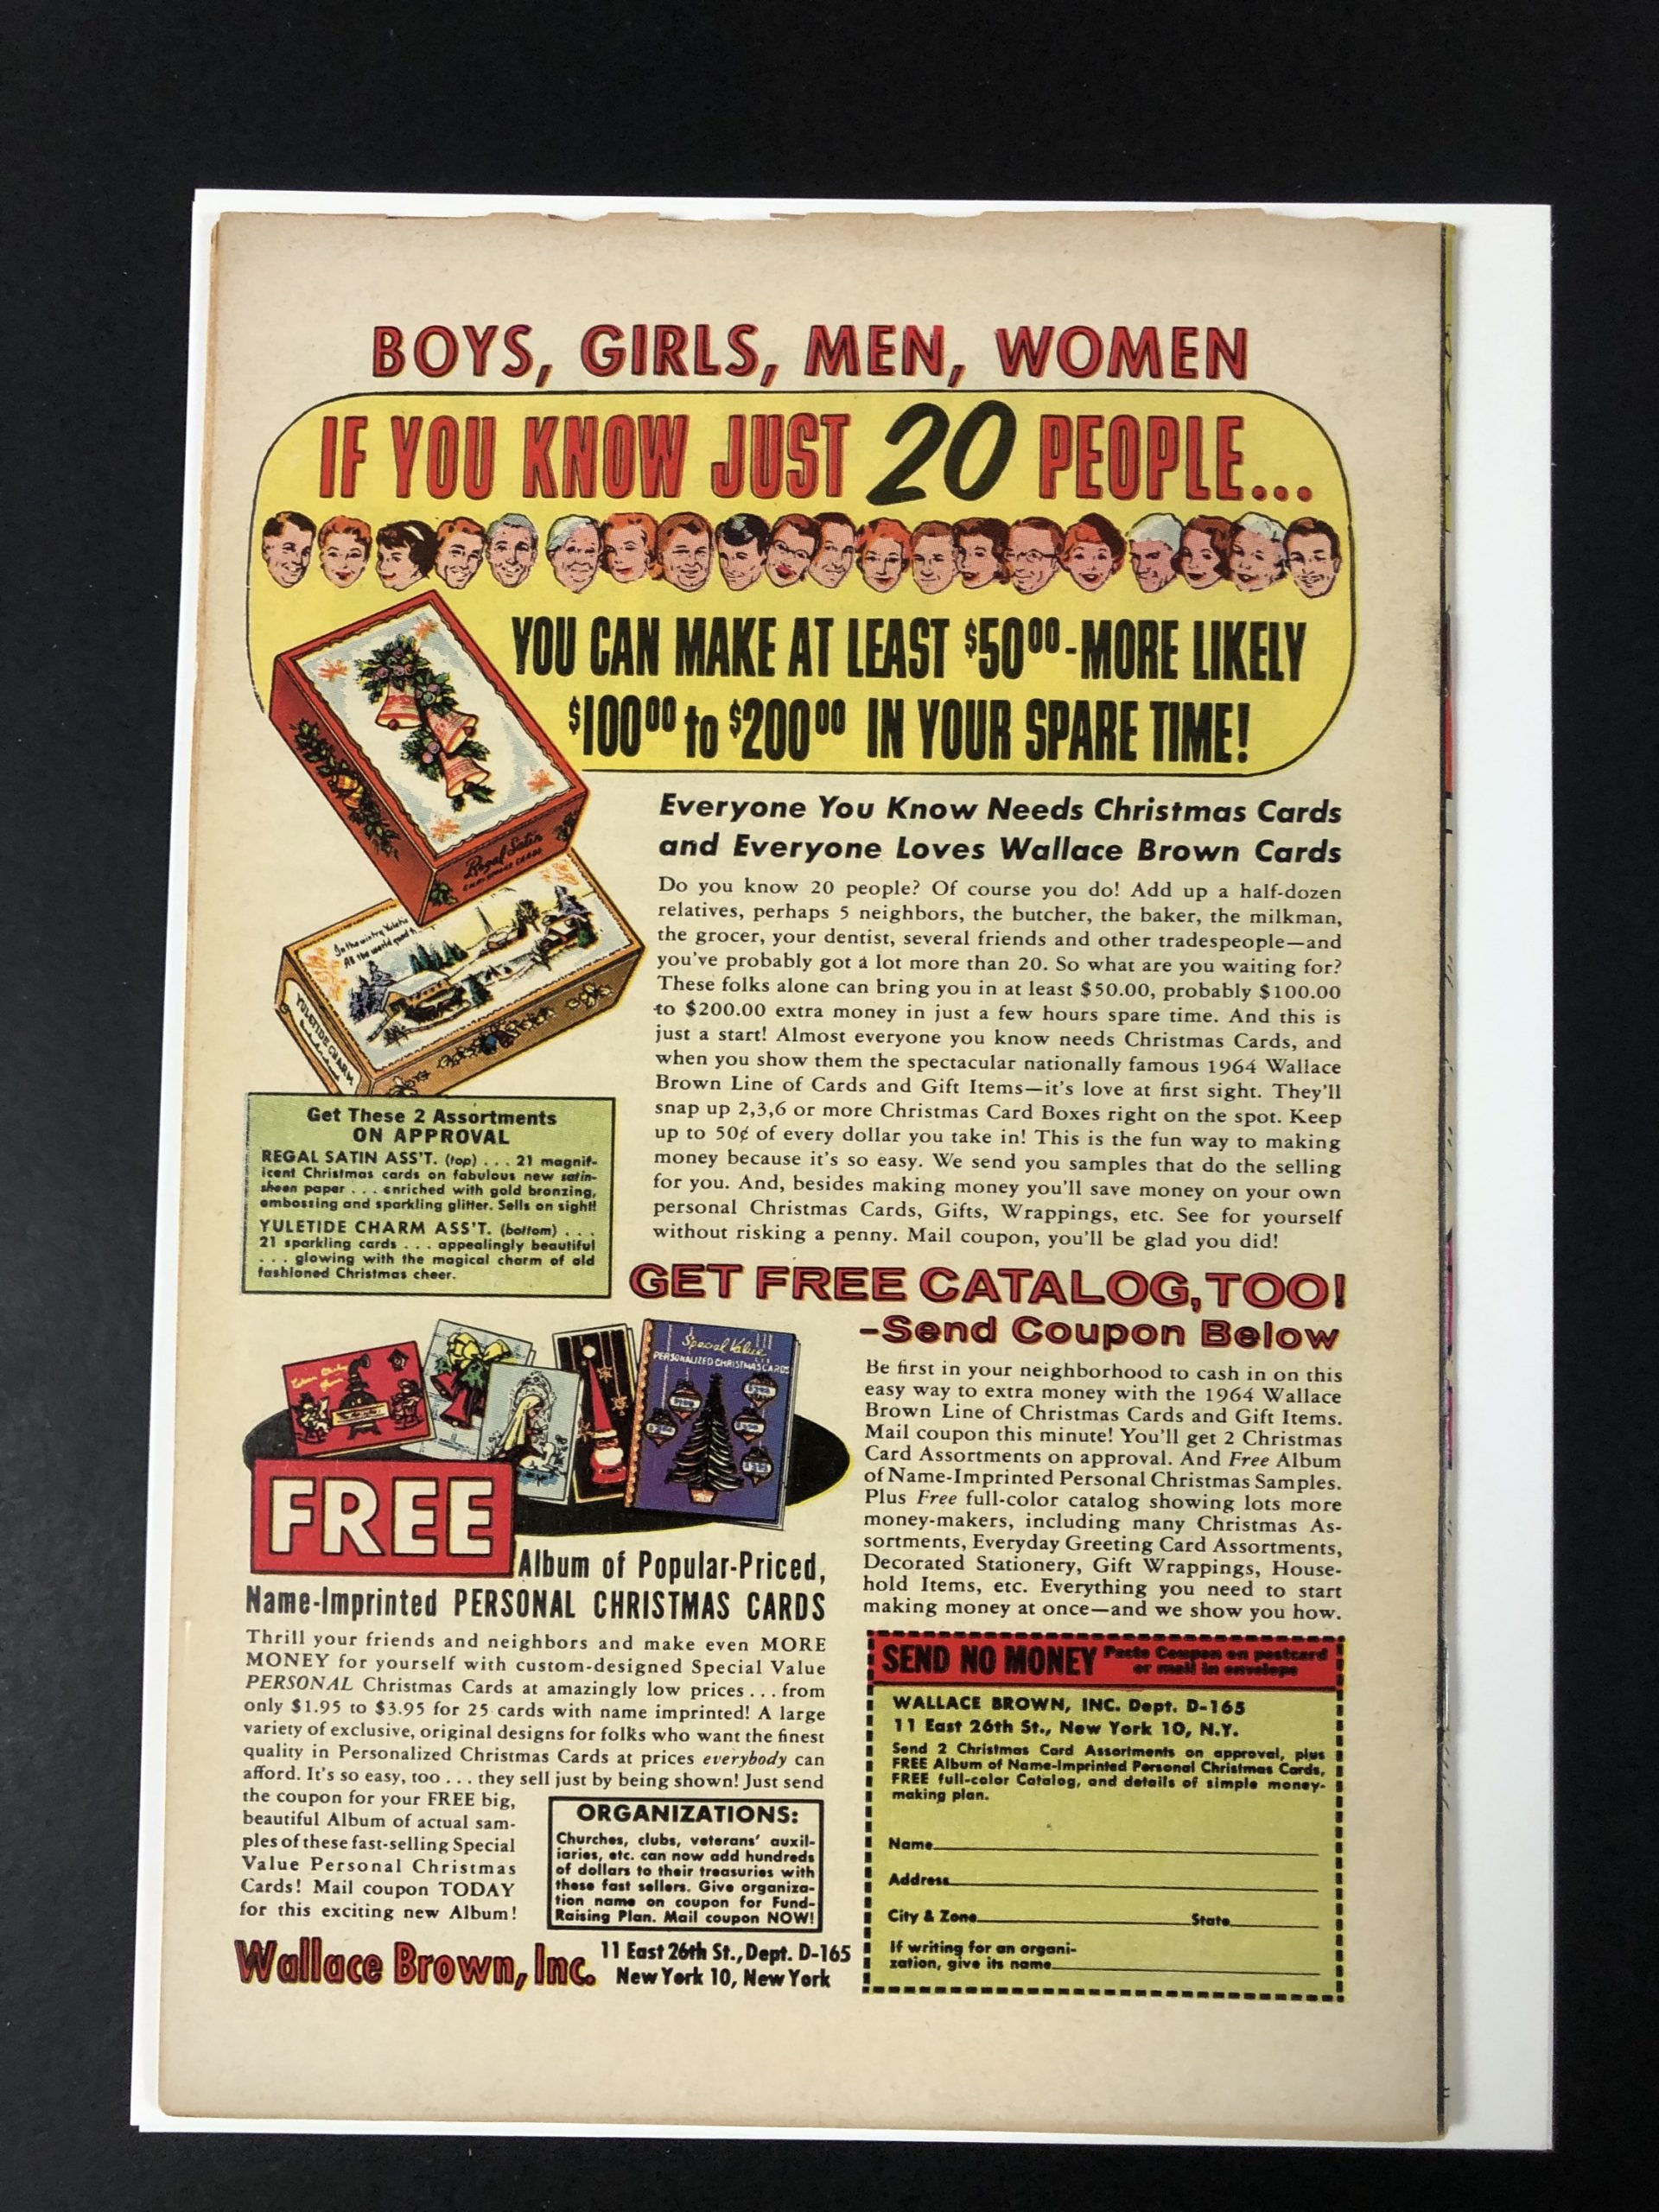 BOYS, GIRLS, MEN, WOMEN
IF YOU KNOW JUST 20 PEOPLE...
YOU CAN MAKE AT LEAST $50⁰⁰-MORE LIKELY
$100⁰⁰ to $200⁰⁰ IN YOUR SPARE TIME!
Regal Satin
CHRISTMAS CARDS
In the wintry Yuletide
All the world
YULETIDE CHARM
Everyone You Know Needs Christmas Cards
and Everyone Loves Wallace Brown Cards
Do you know 20 people? Of course you do! Add up a half-dozen
relatives, perhaps 5 neighbors, the butcher, the baker, the milkman,
the grocer, your dentist, several friends and other tradespeople—and
you've probably got a lot more than 20. So what are you waiting for?
These folks alone can bring you in at least $50.00, probably $100.00
to $200.00 extra money in just a few hours spare time. And this is
just a start! Almost everyone you know needs Christmas Cards, and
when you show them the spectacular nationally famous 1964 Wallace
Brown Line of Cards and Gift Items—it's love at first sight. They'll
snap up 2,3,6 or more Christmas Card Boxes right on the spot. Keep
up to 50¢ of every dollar you take in! This is the fun way to making
money because it's so easy. We send you samples that do the selling
for you. And, besides making money you'll save money on your own
personal Christmas Cards, Gifts, Wrappings, etc. See for yourself
without risking a penny. Mail coupon, you'll be glad you did!
Get These 2 Assortments
ON APPROVAL
REGAL SATIN ASS'T. (top) . . . 21 magnif-
icent Christmas cards on fabulous new satin-
sheen paper . . . enriched with gold bronzing,
embossing and sparkling glitter. Sells on sight!
YULETIDE CHARM ASS'T. (bottom) . . .
21 sparkling cards . . . appealingly beautiful
. . . glowing with the magical charm of old
fashioned Christmas cheer.
GET FREE CATALOG, TOO!
-Send Coupon Below
Be first in your neighborhood to cash in on this
easy way to extra money with the 1964 Wallace
Brown Line of Christmas Cards and Gift Items.
Mail coupon this minute! You'll get 2 Christmas
Card Assortments on approval. And Free Album
of Name-Imprinted Personal Christmas Samples.
Plus Free full-color catalog showing lots more
money-makers, including many Christmas As-
sortments, Everyday Greeting Card Assortments,
Decorated Stationery, Gift Wrappings, House-
hold Items, etc. Everything you need to start
making money at once—and we show you how.
Special Value
PERSONALIZED CHRISTMAS CARDS
FREE
Album of Popular-Priced,
Name-Imprinted PERSONAL CHRISTMAS CARDS
Thrill your friends and neighbors and make even MORE
MONEY for yourself with custom-designed Special Value
PERSONAL Christmas Cards at amazingly low prices . . . from
only $1.95 to $3.95 for 25 cards with name imprinted! A large
variety of exclusive, original designs for folks who want the finest
quality in Personalized Christmas Cards at prices everybody can
afford. It's so easy, too . . . they sell just by being shown! Just send
the coupon for your FREE big,
beautiful Album of actual sam-
ples of these fast-selling Special
Value Personal Christmas
Cards! Mail coupon TODAY
for this exciting new Album!
ORGANIZATIONS:
Churches, clubs, veterans' auxil-
iaries, etc. can now add hundreds
of dollars to their treasuries with
these fast sellers. Give organiza-
tion name on coupon for Fund-
Raising Plan. Mail coupon NOW!
Wallace Brown, Inc. 11 East 26th St., Dept. D-165
New York 10, New York
SEND NO MONEY Paste Coupon on postcard
or mail in envelope
WALLACE BROWN, INC. Dept. D-165
11 East 26th St., New York 10, N.Y.
Send 2 Christmas Card Assortments on approval, plus
FREE Album of Name-Imprinted Personal Christmas Cards,
FREE full-color Catalog, and details of simple money-
making plan.
Name
Address
City & Zone State
If writing for an organi-
zation, give its name